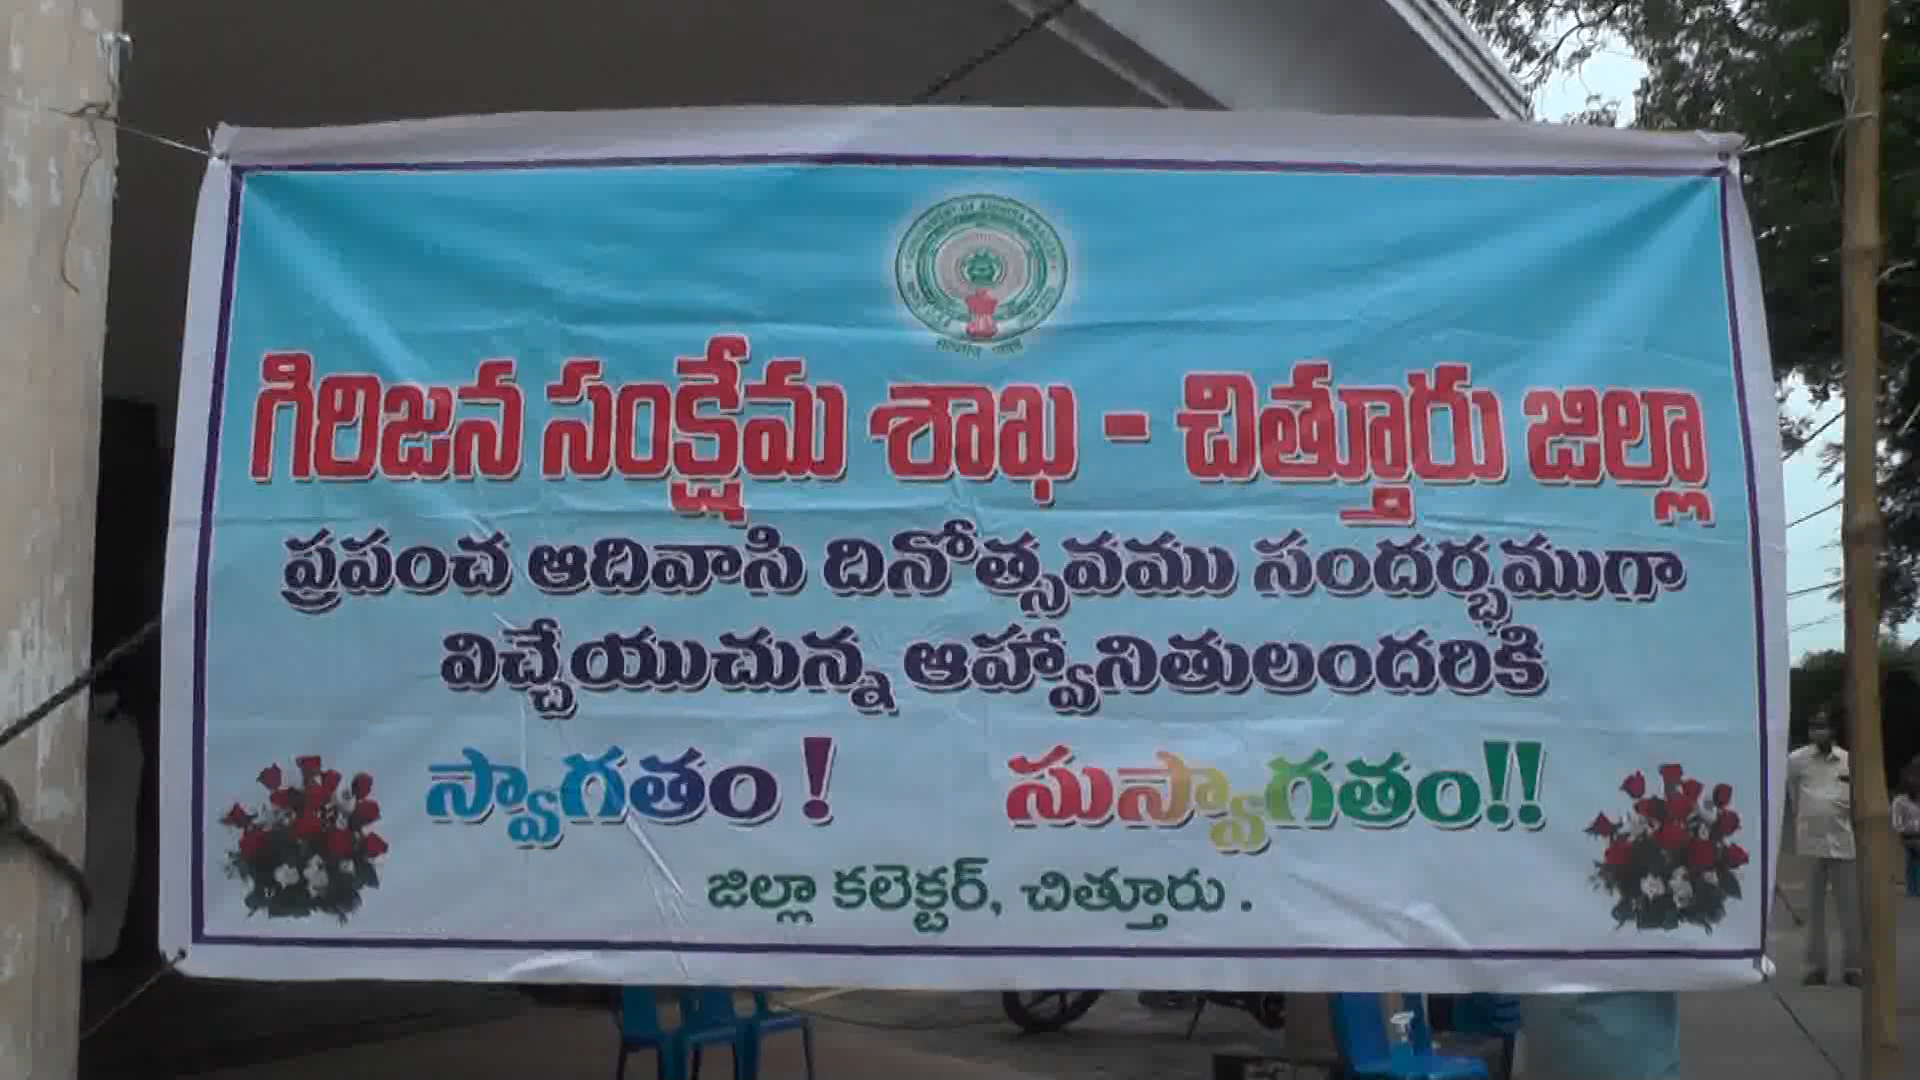 గిరిజన సంక్షేమ శాఖ - చిత్తూరు జిల్లా
ప్రపంచ ఆదివాసి దినోత్సవము సందర్భముగా
విచ్చేయుచున్న ఆహ్వానితులందరికి
స్వాగతం ! సుస్వాగతం!!
జిల్లా కలెక్టర్, చిత్తూరు .